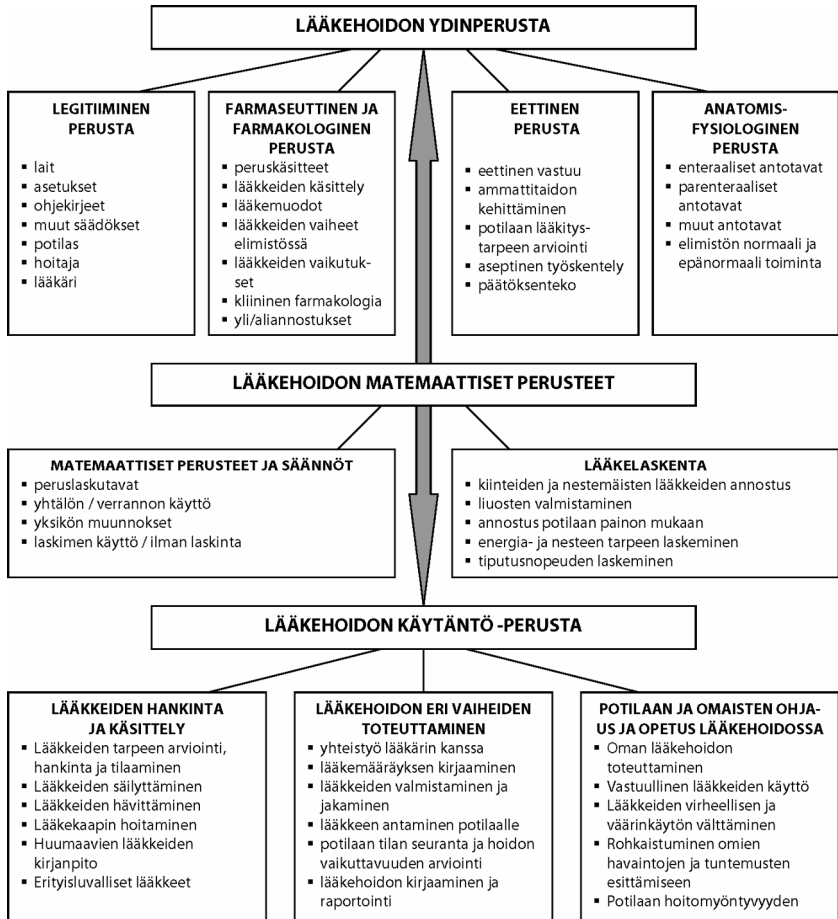 LÄÄKEHOIDON YDINPERUSTA
LEGITIIMINEN
PERUSTA
▪ lait
▪ asetukset
▪ ohjekirjeet
▪ muut säädökset
▪ potilas
▪ hoitaja
▪ lääkäri
FARMASEUTTINEN JA
FARMAKOLOGINEN
PERUSTA
▪ peruskäsitteet
▪ lääkkeiden käsittely
▪ lääkemuodot
▪ lääkkeiden vaiheet
elimistössä
▪ lääkkeiden vaikutuk-
set
▪ kliininen farmakologia
▪ yli/aliannostukset
EETTINEN
PERUSTA
▪ eettinen vastuu
▪ ammattitaidon
kehittäminen
▪ potilaan lääkitys-
tarpeen arviointi
▪ aseptinen työskentely
▪ päätöksenteko
ANATOMIS-
FYSIOLOGINEN
PERUSTA
▪ enteraaliset antotavat
▪ parenteraaliset
antotavat
▪ muut antotavat
▪ elimistön normaali ja
epänormaali toiminta
LÄÄKEHOIDON MATEMAATTISET PERUSTEET
MATEMAATTISET PERUSTEET JA SÄÄNNÖT
▪ peruslaskutavat
▪ yhtälön / verrannon käyttö
▪ yksikön muunnokset
▪ laskimen käyttö / ilman laskinta
LÄÄKELASKENTA
▪ kiinteiden ja nestemäisten lääkkeiden annostus
▪ liuosten valmistaminen
▪ annostus potilaan painon mukaan
▪ energia- ja nesteen tarpeen laskeminen
▪ tiputusnopeuden laskeminen
LÄÄKEHOIDON KÄYTÄNTÖ -PERUSTA
LÄÄKKEIDEN HANKINTA
JA KÄSITTELY
▪ Lääkkeiden tarpeen arviointi,
hankinta ja tilaaminen
▪ Lääkkeiden säilyttäminen
▪ Lääkkeiden hävittäminen
▪ Lääkekaapin hoitaminen
▪ Huumaavien lääkkeiden
kirjanpito
▪ Erityisluvalliset lääkkeet
LÄÄKEHOIDON ERI VAIHEIDEN
TOTEUTTAMINEN
▪ yhteistyö lääkärin kanssa
▪ lääkemääräyksen kirjaaminen
▪ lääkkeiden valmistaminen ja
jakaminen
▪ lääkkeen antaminen potilaalle
▪ potilaan tilan seuranta ja hoidon
vaikuttavuuden arviointi
▪ lääkehoidon kirjaaminen ja
raportointi
POTILAAN JA OMAISTEN OHJA-
US JA OPETUS LÄÄKEHOIDOSSA
▪ Oman lääkehoidon
toteuttaminen
▪ Vastuullinen lääkkeiden käyttö
▪ Lääkkeiden virheellisen ja
väärinkäytön välttäminen
▪ Rohkaistuminen omien
havaintojen ja tuntemusten
esittämiseen
▪ Potilaan hoitomyöntyvyyden